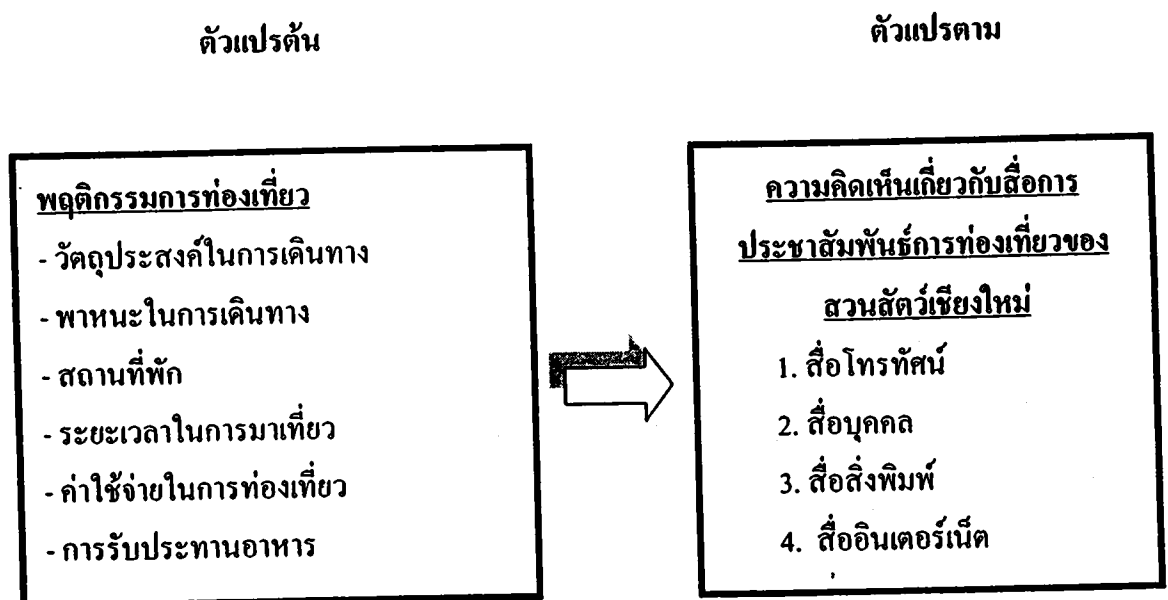 ตัวแปรต้น
ตัวแปรตาม
พฤติกรรมการท่องเที่ยว
- วัตถุประสงค์ในการเดินทาง
- พาหนะในการเดินทาง
- สถานที่พัก
- ระยะเวลาในการมาเที่ยว
- ค่าใช้จ่ายในการท่องเที่ยว
- การรับประทานอาหาร
ความคิดเห็นเกี่ยวกับสื่อการ
ประชาสัมพันธ์การท่องเที่ยวของ
สวนสัตว์เชียงใหม่
1. สื่อโทรทัศน์
2. สื่อบุคคล
3. สื่อสิ่งพิมพ์
4. สื่ออินเตอร์เน็ต